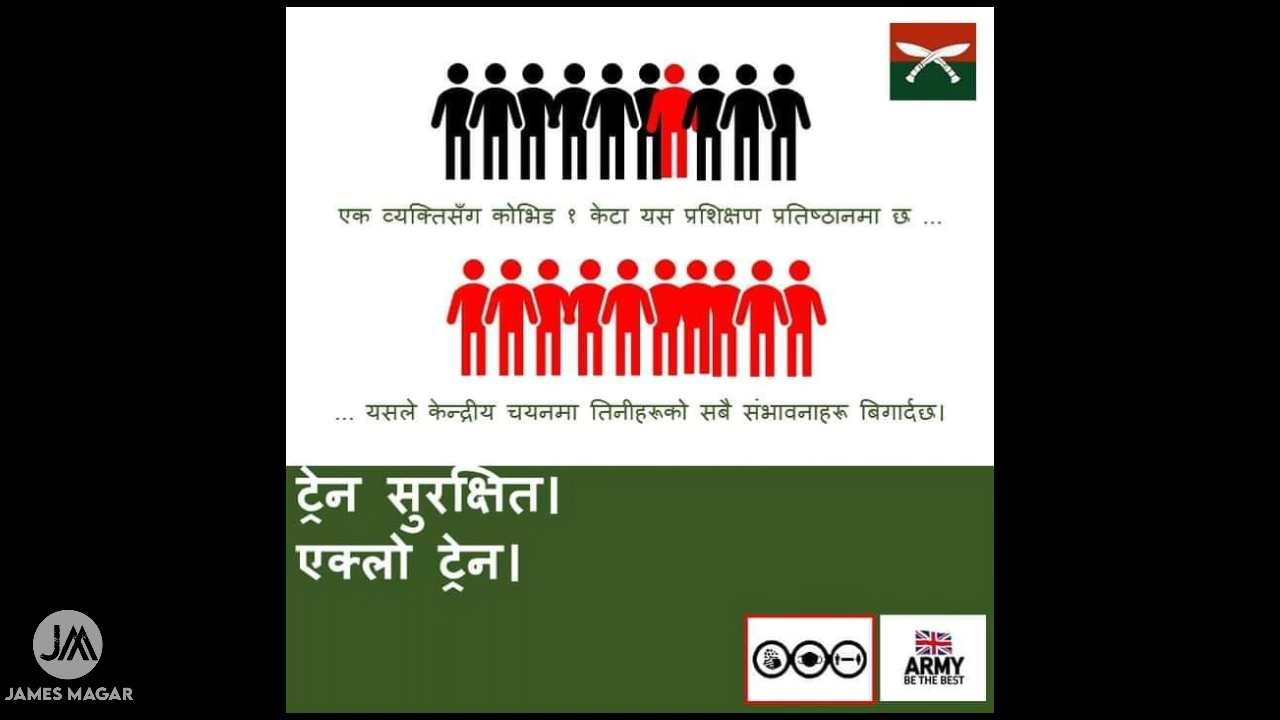 एक व्यक्तिसँग कोभिड १ केटा यस प्रशिक्षण प्रतिष्ठानमा छ ...
... यसले केन्द्रीय चयनमा तिनीहरूको सबै संभावनाहरू बिगार्दछ।
ट्रेन सुरक्षित।
एक्लो ट्रेन।
ARMY
BE THE BEST
JM
JAMES MAGAR